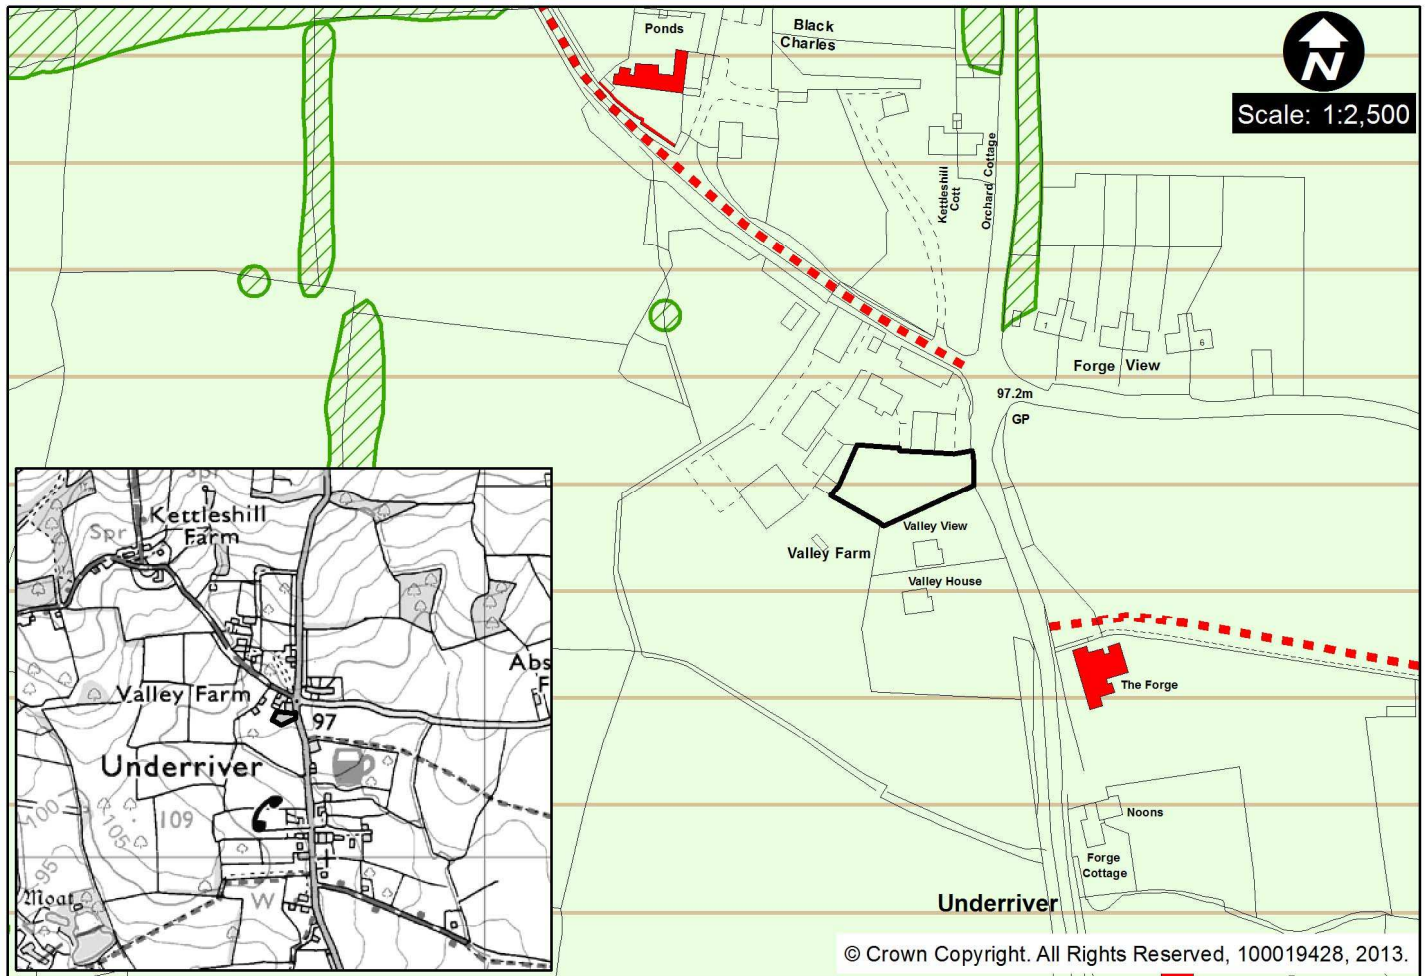 Ponds
Black
Charles
N
Scale: 1:2,500
Kettleshill
Cott
Orchard Cottage
1
6
Forge View
97.2m
GP
Valley View
Valley Farm
Valley House
The Forge
Noons
Forge
Cottage
Underriver
© Crown Copyright. All Rights Reserved, 100019428, 2013.
Spr
Kettleshill
Farm
Spr
Valley Farm
97
Abs
F
Underriver
100
105
109
95
Moat
W